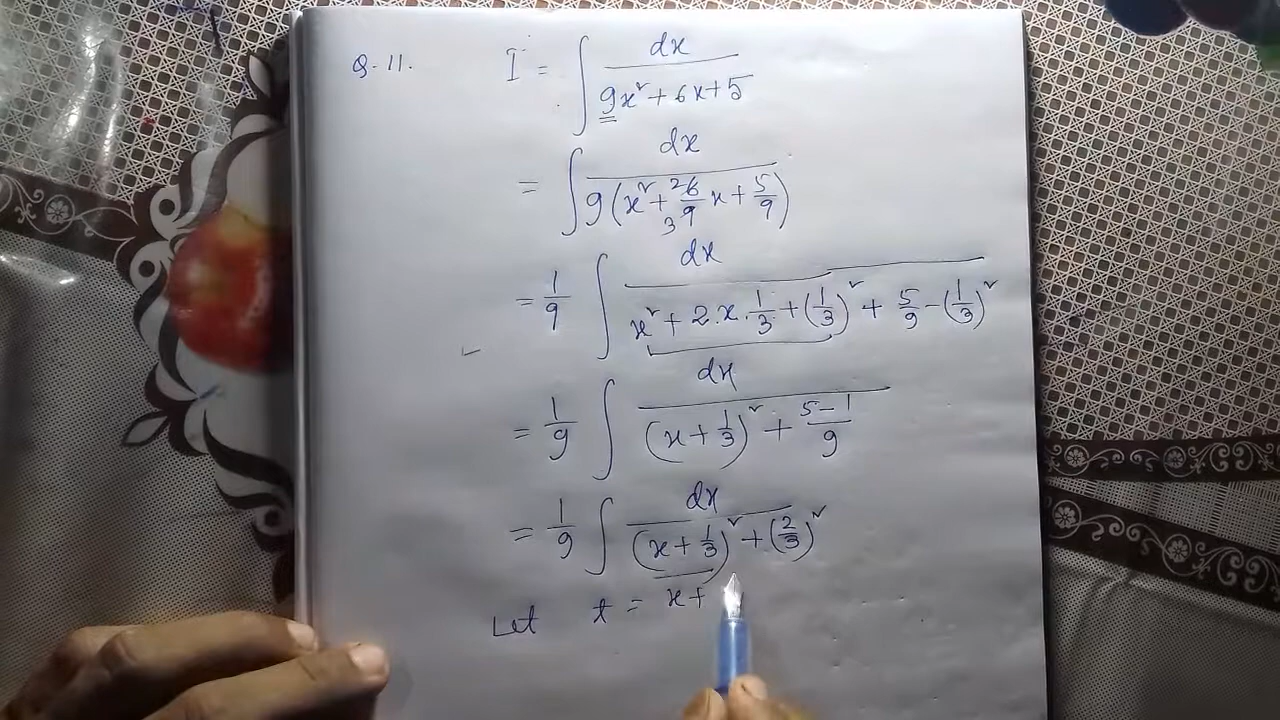 Q. 11. I = ∫ dx / (9x² + 6x + 5)
= ∫ dx / 9(x² + 2 6/9 3 x + 5/9)
= 1/9 ∫ dx / (x² + 2.x.1/3 + (1/3)² + 5/9 - (1/3)²)
= 1/9 ∫ dx / ((x + 1/3)² + (5-1)/9)
= 1/9 ∫ dx / ((x + 1/3)² + (2/3)²)
Let t = x +